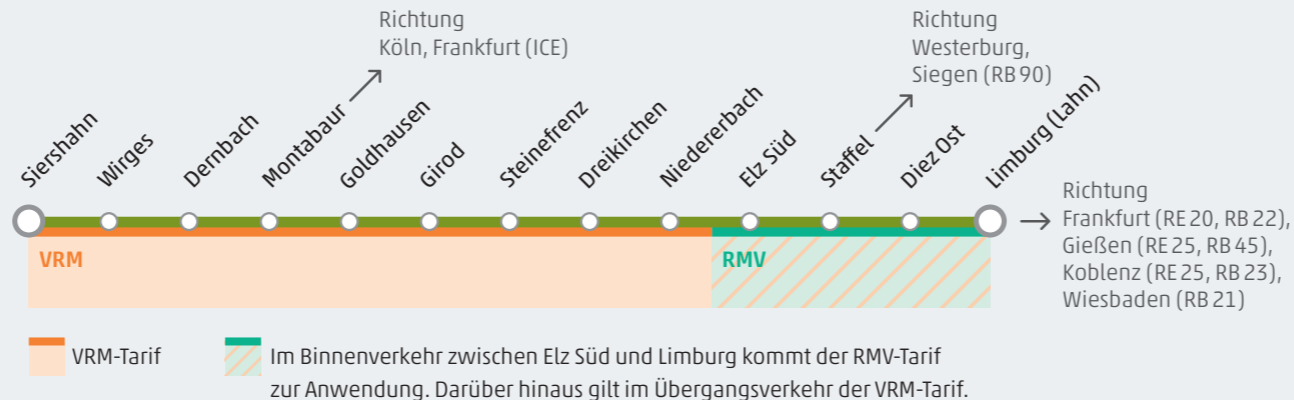 Richtung
Köln, Frankfurt (ICE)
Richtung
Westerburg,
Siegen (RB 90)
Siershahn
Wirges
Dernbach
Montabaur
Goldhausen
Girod
Steinefrenz
Dreikirchen
Niedererbach
Elz Süd
Staffel
Diez Ost
Limburg (Lahn)
Richtung
Frankfurt (RE 20, RB 22),
Gießen (RE 25, RB 45),
Koblenz (RE 25, RB 23),
Wiesbaden (RB 21)
VRM
RMV
VRM-Tarif
Im Binnenverkehr zwischen Elz Süd und Limburg kommt der RMV-Tarif
zur Anwendung. Darüber hinaus gilt im Übergangsverkehr der VRM-Tarif.